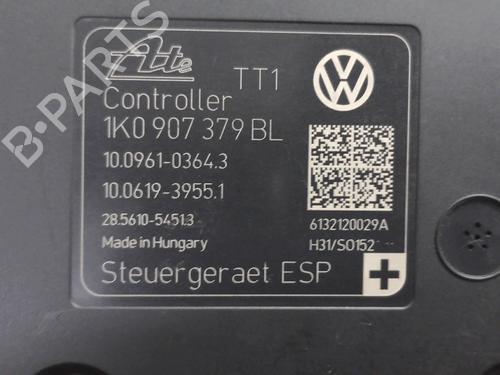 Ate
TT1
Controller
1K0 907 379 BL
10.0961-0364.3
10.0619-3955.1
28.5610-5451.3
6132120029A
Made in Hungary
H31/S0152
Steuergeraet ESP
B-PARTS